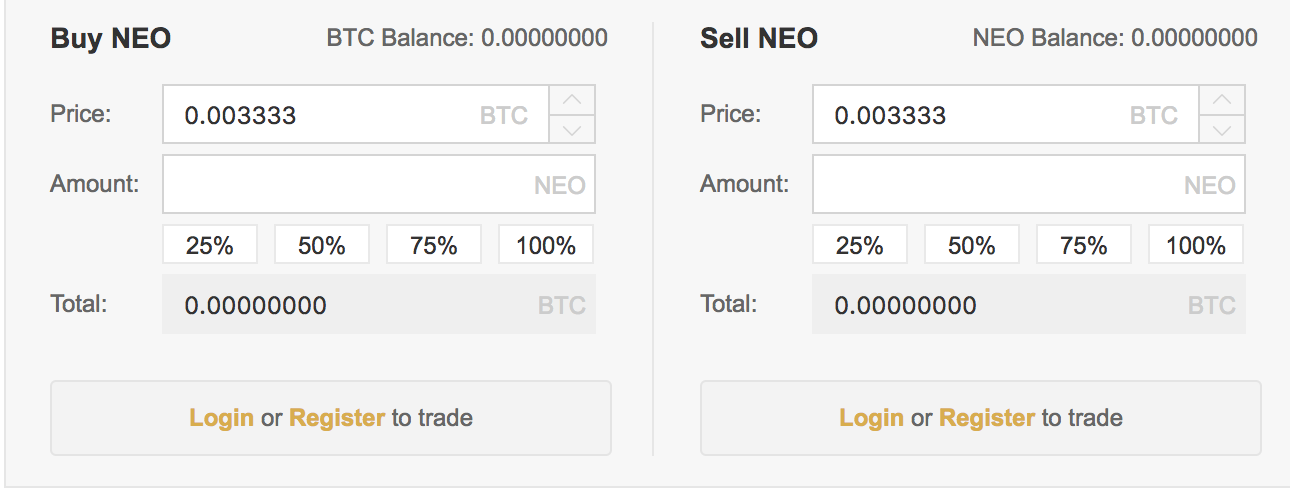 Buy NEO BTC Balance: 0.00000000
Price: 0.003333 BTC
Amount: NEO
25% 50% 75% 100%
Total: 0.00000000 BTC
Login or Register to trade
Sell NEO NEO Balance: 0.00000000
Price: 0.003333 BTC
Amount: NEO
25% 50% 75% 100%
Total: 0.00000000 BTC
Login or Register to trade